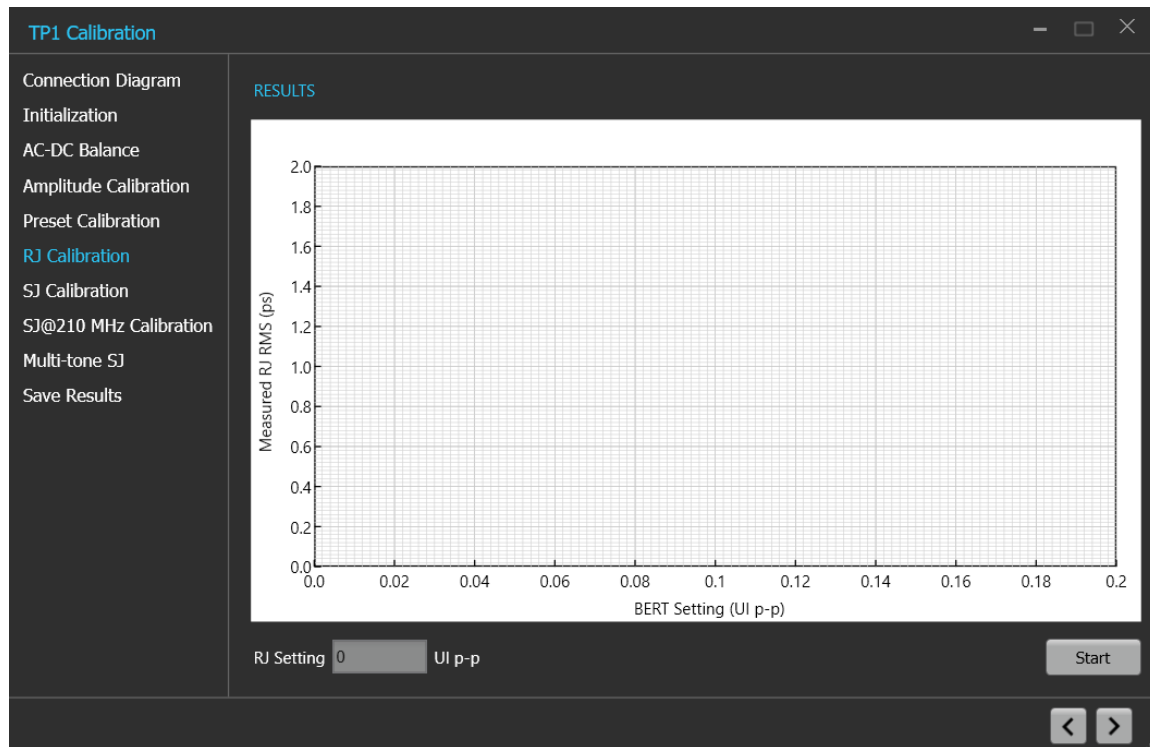 TP1 Calibration
Connection Diagram
Initialization
AC-DC Balance
Amplitude Calibration
Preset Calibration
RJ Calibration
SJ Calibration
SJ@210 MHz Calibration
Multi-tone SJ
Save Results
RESULTS
2.0
1.8
1.6
1.4
1.2
1.0
0.8
0.6
0.4
0.2
0.0
Measured RJ RMS (ps)
0.0 0.02 0.04 0.06 0.08 0.1 0.12 0.14 0.16 0.18 0.2
BERT Setting (UI p-p)
RJ Setting 0 UI p-p
Start